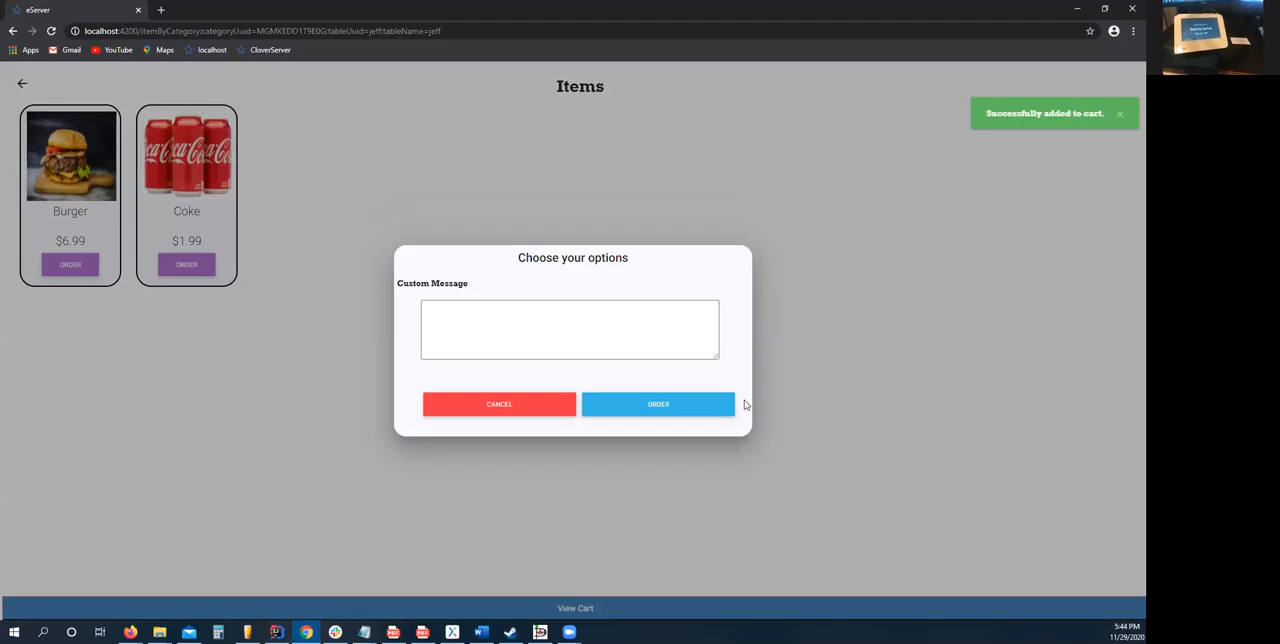 eServer
localhost:4200/itemByCategory;categoryUuid=MGMKEDD1T9E0G;tableUuid=jeff;tableName=jeff
Apps Gmail YouTube Maps localhost CloverServer
Items
Successfully added to cart.
Burger
Coke
$6.99
$1.99
ORDER
ORDER
Choose your options
Custom Message
CANCEL
ORDER
View Cart
5:44 PM
11/29/2020